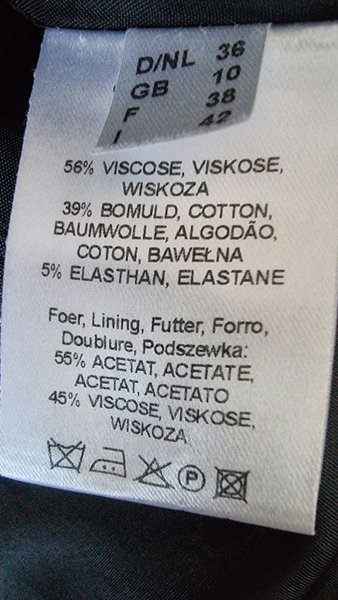 D/NL 36
GB 10
F 38
I 42
56% VISCOSE, VISKOSE,
WISKOZA
39% BOMULD, COTTON,
BAUMWOLLE, ALGODÃO,
COTON, BAWEŁNA
5% ELASTHAN, ELASTANE
Foer, Lining, Futter, Forro,
Doublure, Podszewka:
55% ACETAT, ACETATE,
ACETAT, ACETATO
45% VISCOSE, VISKOSE,
WISKOZA
P